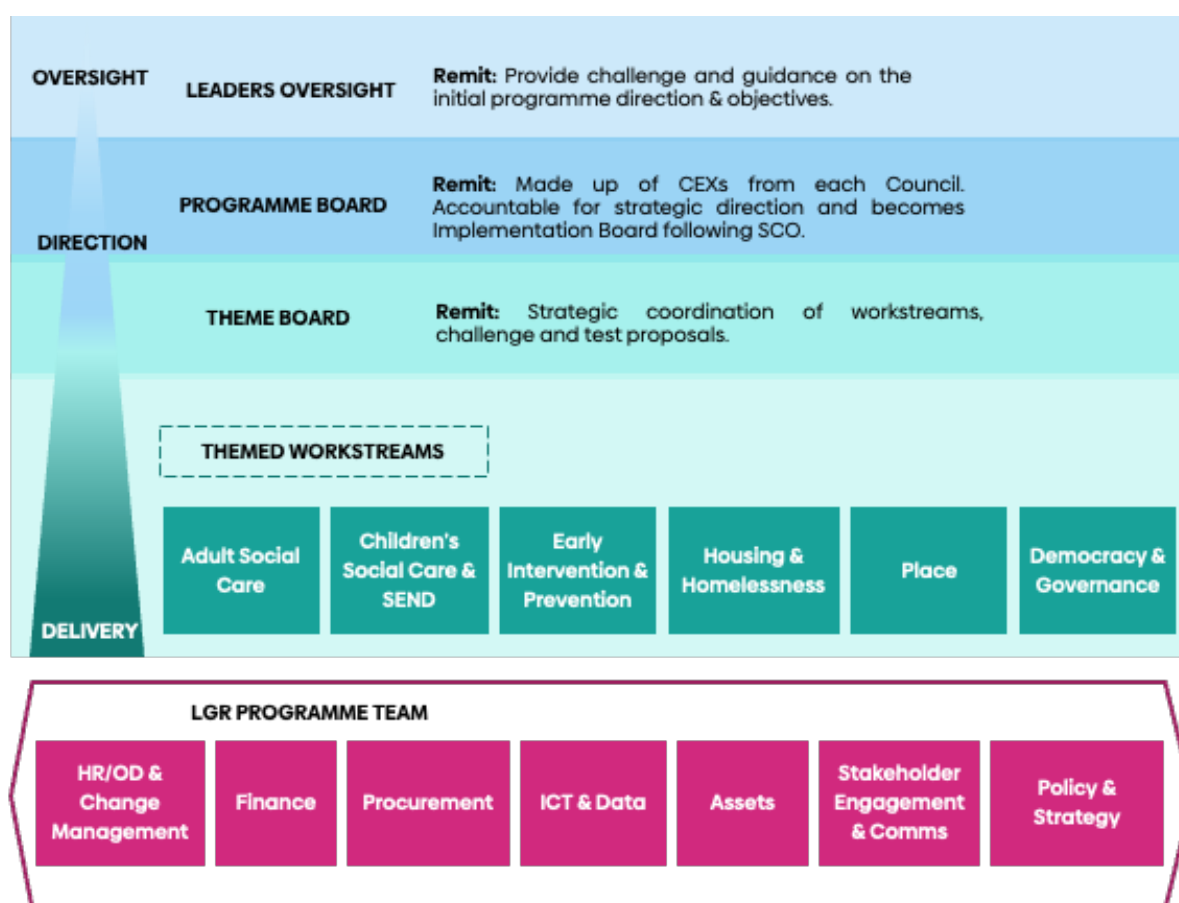 OVERSIGHT
LEADERS OVERSIGHT
Remit: Provide challenge and guidance on the
initial programme direction & objectives.
PROGRAMME BOARD
Remit: Made up of CEXs from each Council.
Accountable for strategic direction and becomes
Implementation Board following SCO.
DIRECTION
THEME BOARD
Remit: Strategic coordination of workstreams,
challenge and test proposals.
THEMED WORKSTREAMS
Adult Social
Care
Children's
Social Care &
SEND
Early
Intervention &
Prevention
Housing &
Homelessness
Place
Democracy &
Governance
DELIVERY
LGR PROGRAMME TEAM
HR/OD &
Change
Management
Finance
Procurement
ICT & Data
Assets
Stakeholder
Engagement
& Comms
Policy &
Strategy